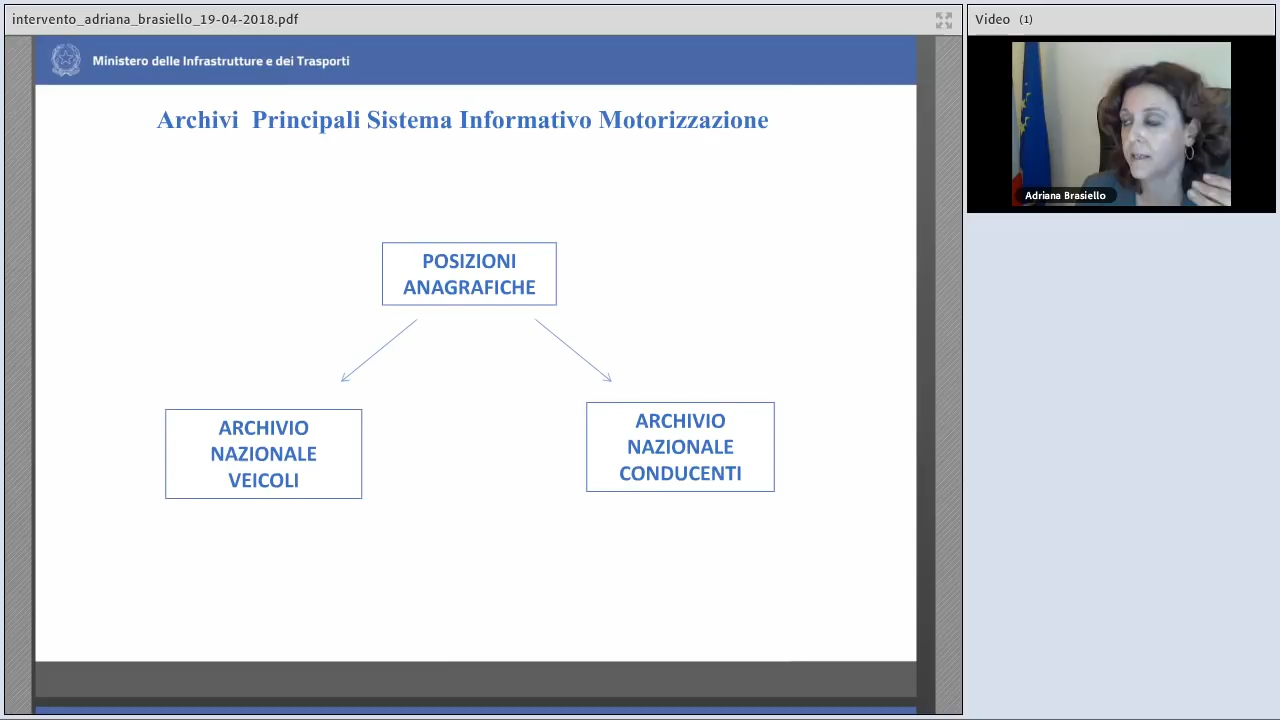 intervento_adriana_brasiello_19-04-2018.pdf
Video (1)
Ministero delle Infrastrutture e dei Trasporti
Archivi Principali Sistema Informativo Motorizzazione
POSIZIONI
ANAGRAFICHE
ARCHIVIO
NAZIONALE
VEICOLI
ARCHIVIO
NAZIONALE
CONDUCENTI
Adriana Brasiello